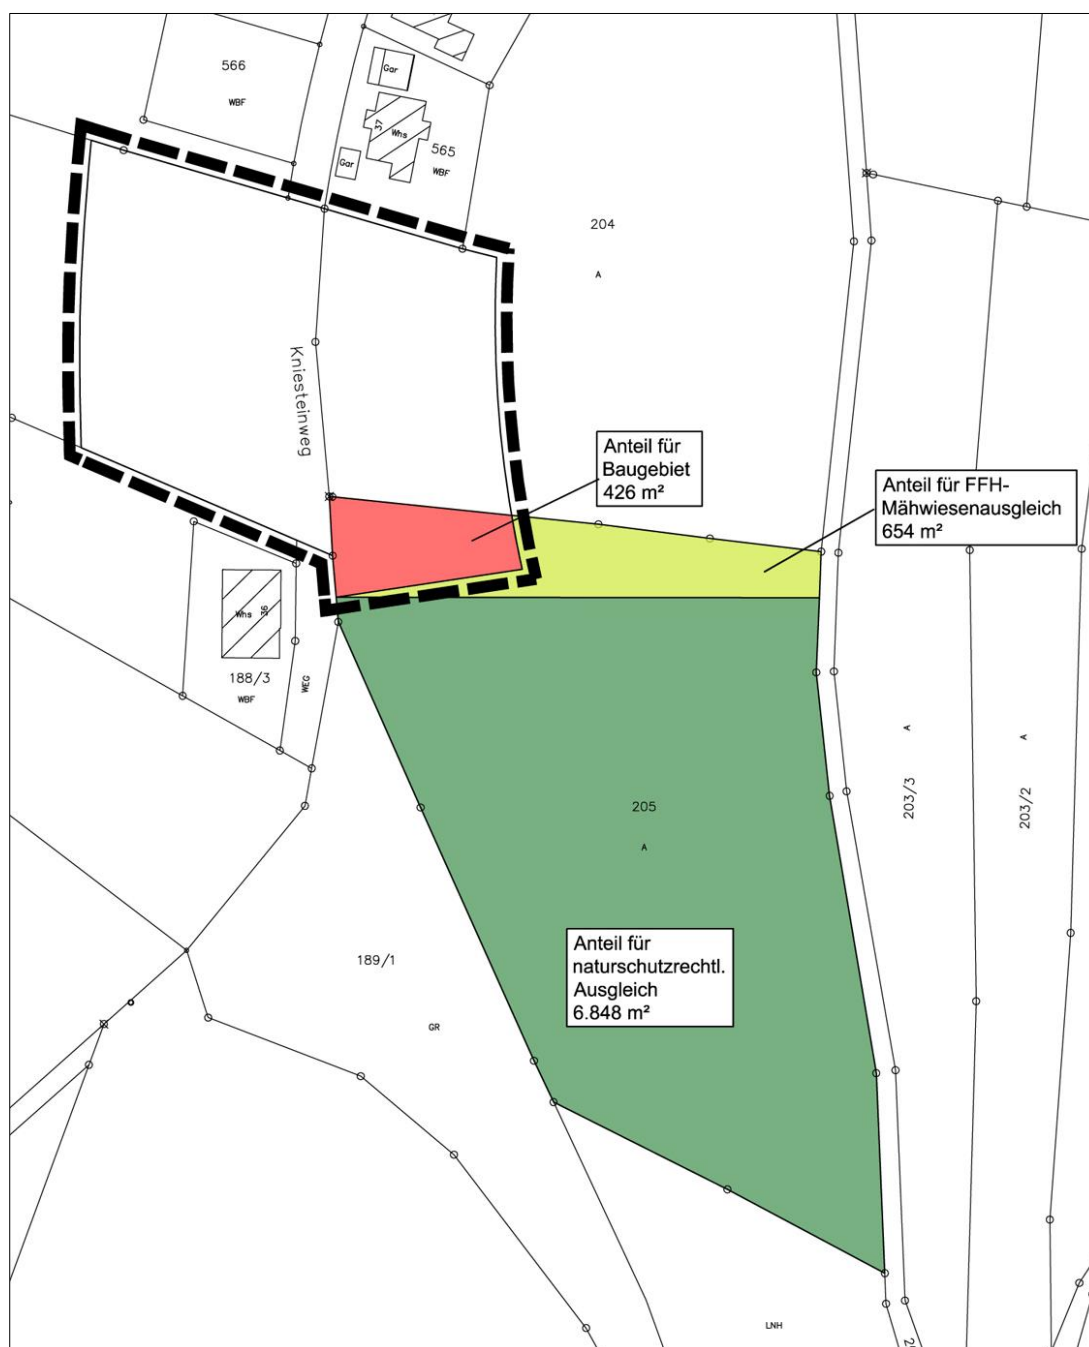 566
WBF
Gar
37
Whs
Gar
565
WBF
204
A
Kniesteinweg
Anteil für
Baugebiet
426 m²
Anteil für FFH-
Mähwiesenausgleich
654 m²
Whs
36
188/3
WBF
WEG
205
A
A
203/3
A
203/2
189/1
GR
Anteil für
naturschutzrechtl.
Ausgleich
6.848 m²
LNH